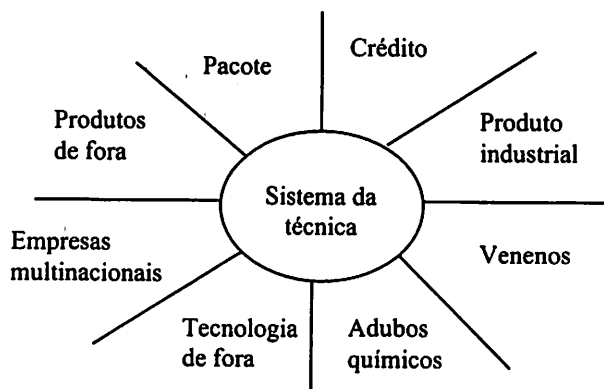 Pacote
Crédito
Produtos
de fora
Produto
industrial
Sistema da
técnica
Empresas
multinacionais
Venenos
Tecnologia
de fora
Adubos
químicos